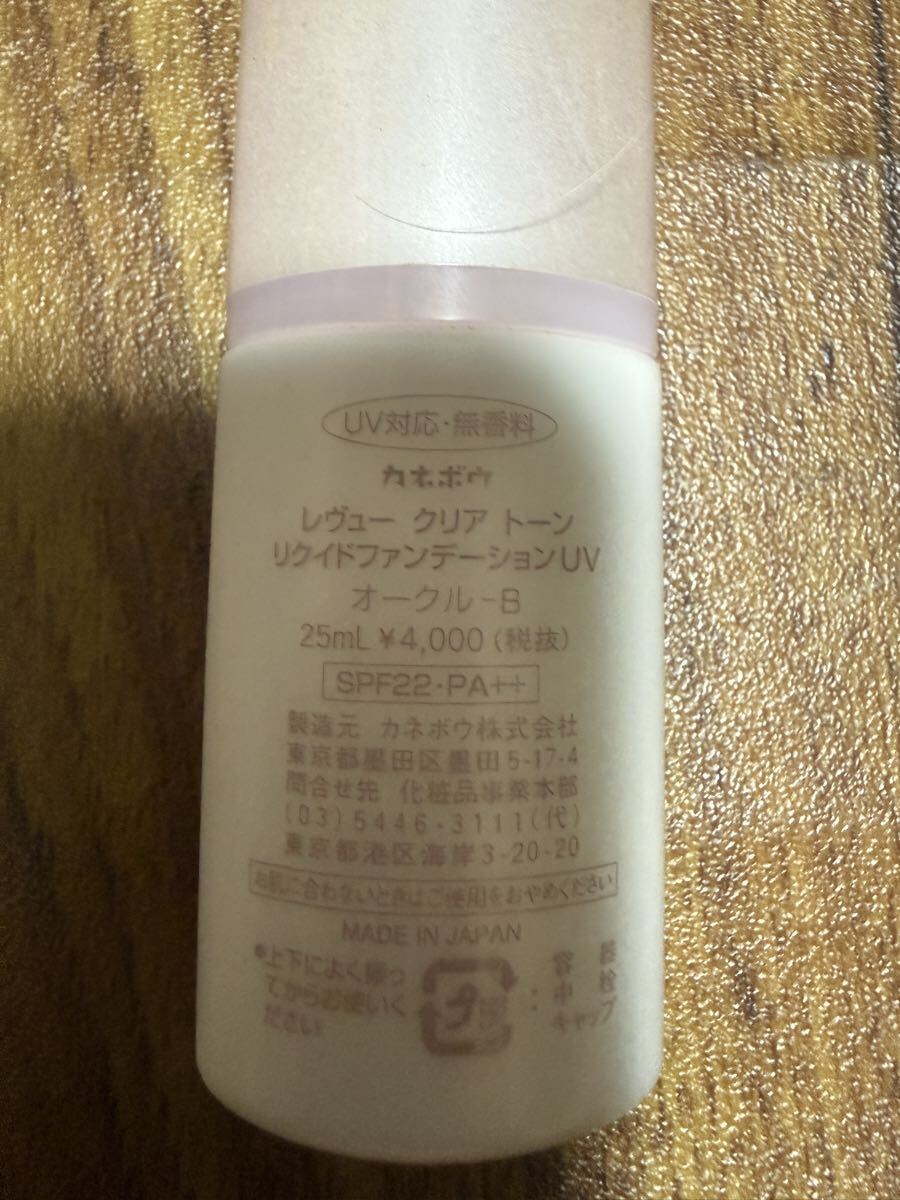 UV対応・無香料
カネボウ
レヴュー クリア トーン
リクイドファンデーションUV
オークル-B
25mL ¥4,000(税抜)
SPF22・PA++
製造元 カネボウ株式会社
東京都墨田区墨田5-17-4
問合せ先 化粧品事業本部
(03)5446-3111(代)
東京都港区海岸3-20-20
お肌に合わないときはご使用をおやめください
MADE IN JAPAN
●上下によく振っ
てからお使いく
ださい
プラ
: 容器
中栓
キャップ